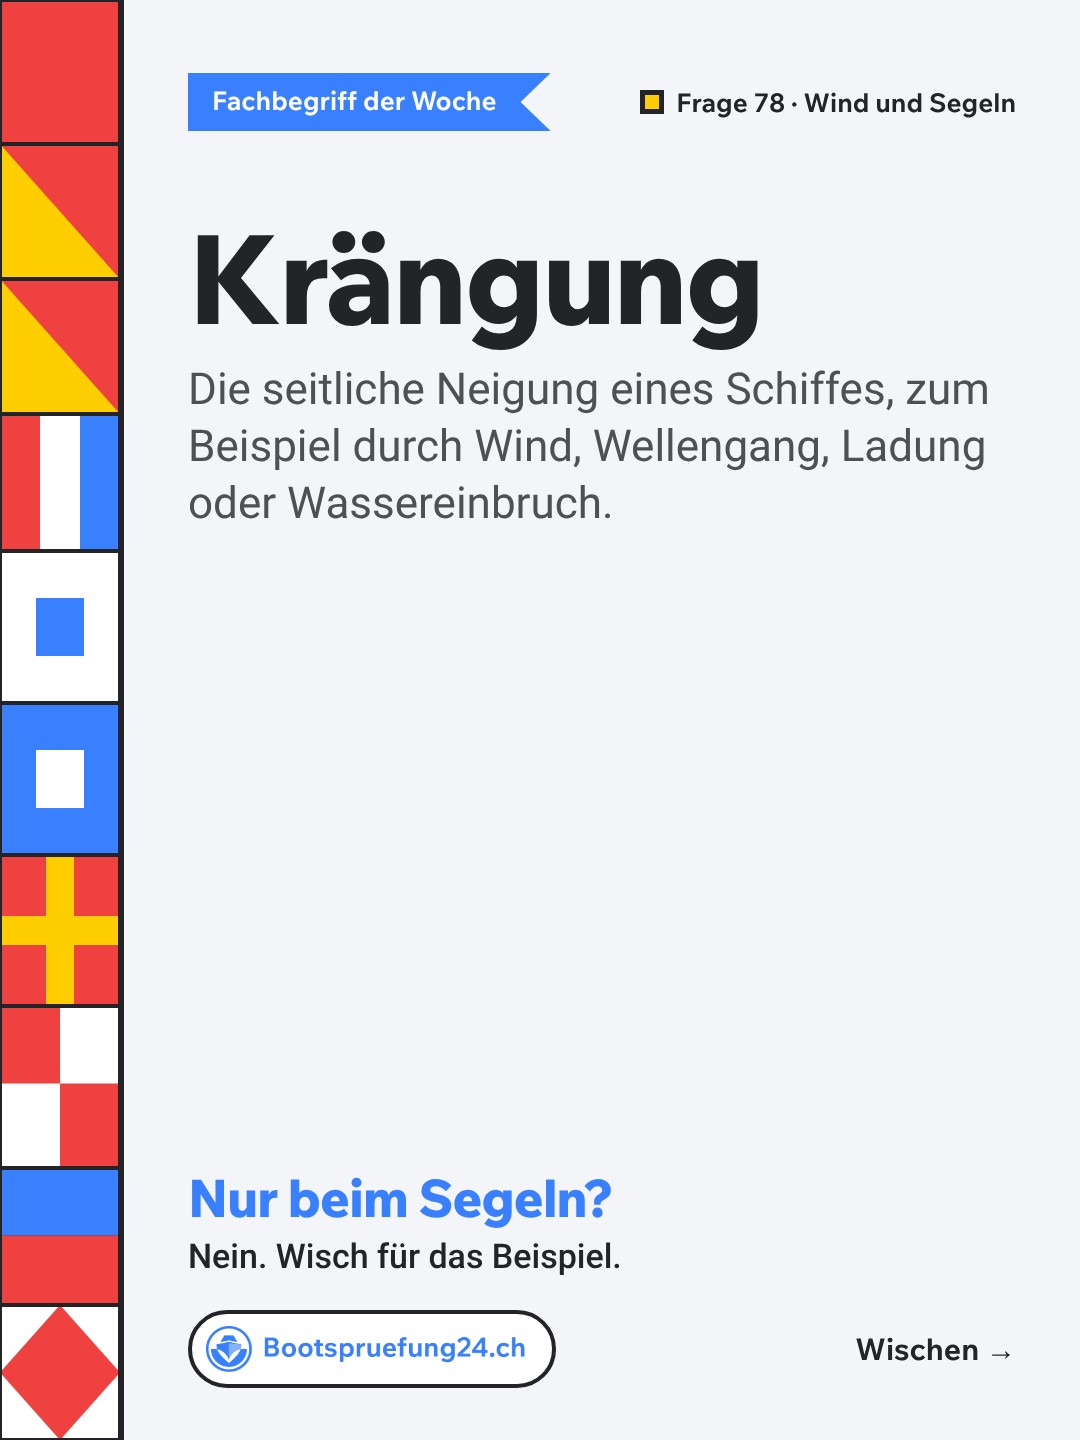 Fachbegriff der Woche
Frage 78 · Wind und Segeln
Krängung
Die seitliche Neigung eines Schiffes, zum
Beispiel durch Wind, Wellengang, Ladung
oder Wassereinbruch.
Nur beim Segeln?
Nein. Wisch für das Beispiel.
Bootspruefung24.ch
Wischen →